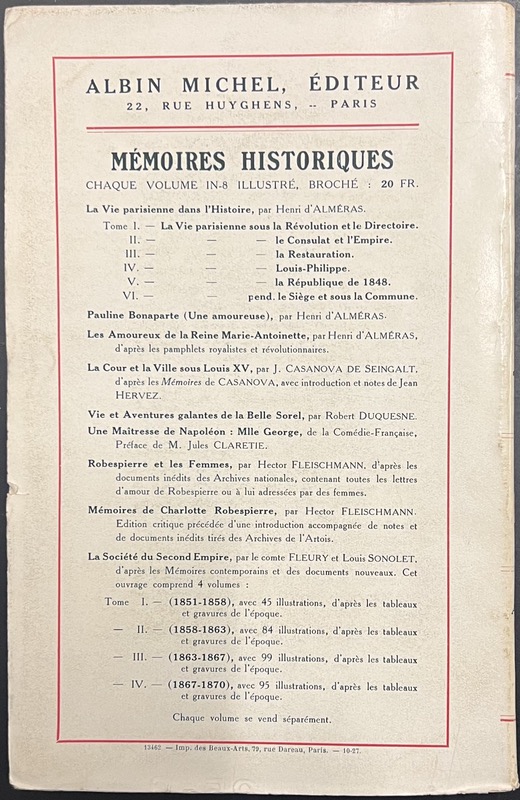 ALBIN MICHEL, ÉDITEUR
22, RUE HUYGHENS, -- PARIS
MÉMOIRES HISTORIQUES
CHAQUE VOLUME IN-8 ILLUSTRÉ, BROCHÉ : 20 FR.
La Vie parisienne dans l'Histoire, par Henri d'ALMÉRAS.
Tome I. — La Vie parisienne sous la Révolution et le Directoire.
II. — — — le Consulat et l'Empire.
III. — — — la Restauration.
IV. — — — Louis-Philippe.
V. — — — la République de 1848.
VI. — — pend. le Siège et sous la Commune.
Pauline Bonaparte (Une amoureuse), par Henri d'ALMÉRAS.
Les Amoureux de la Reine Marie-Antoinette, par Henri d'ALMÉRAS,
d'après les pamphlets royalistes et révolutionnaires.
La Cour et la Ville sous Louis XV, par J. CASANOVA DE SEINGALT,
d'après les Mémoires de CASANOVA, avec introduction et notes de Jean
HERVEZ.
Vie et Aventures galantes de la Belle Sorel, par Robert DUQUESNE.
Une Maîtresse de Napoléon : Mlle George, de la Comédie-Française,
Préface de M. Jules CLARETIE.
Robespierre et les Femmes, par Hector FLEISCHMANN, d'après les
documents inédits des Archives nationales, contenant toutes les lettres
d'amour de Robespierre ou à lui adressées par des femmes.
Mémoires de Charlotte Robespierre, par Hector FLEISCHMANN.
Edition critique précédée d'une introduction accompagnée de notes et
de documents inédits tirés des Archives de l'Artois.
La Société du Second Empire, par le comte FLEURY et Louis SONOLET,
d'après les Mémoires contemporains et des documents nouveaux. Cet
ouvrage comprend 4 volumes :
Tome I. — (1851-1858), avec 45 illustrations, d'après les tableaux
et gravures de l'époque.
— II. — (1858-1863), avec 84 illustrations, d'après les tableaux
et gravures de l'époque.
— III. — (1863-1867), avec 99 illustrations, d'après les tableaux
et gravures de l'époque.
— IV. — (1867-1870), avec 95 illustrations, d'après les tableaux
et gravures de l'époque.
Chaque volume se vend séparément.
13462 — Imp. des Beaux-Arts, 79, rue Dareau, Paris. — 10-27.